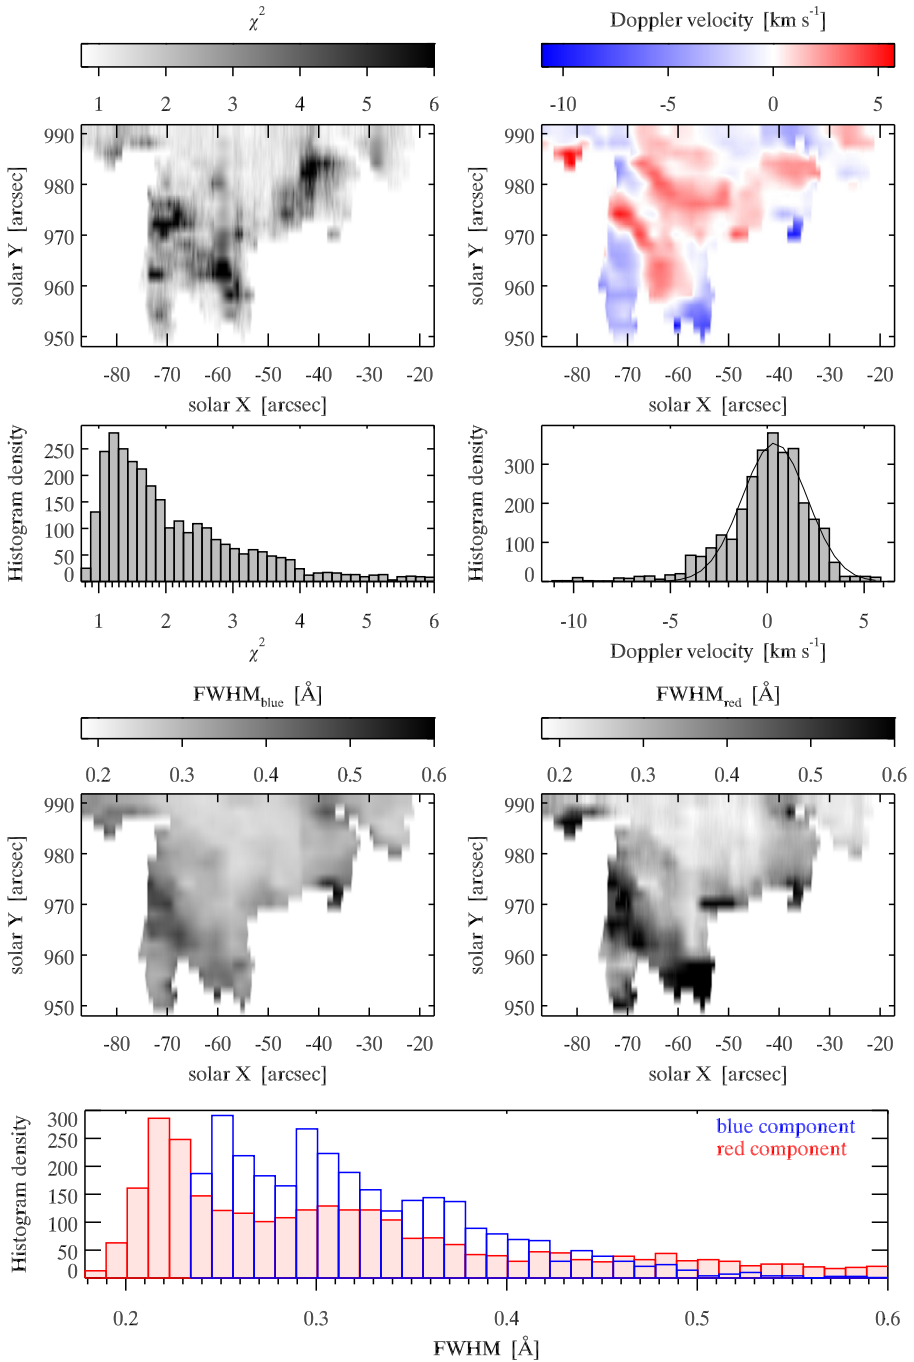 χ² Doppler velocity [km s⁻¹]
1 2 3 4 5 6 -10 -5 0 5
990 980 970 960 950 990 980 970 960 950
solar Y [arcsec] solar Y [arcsec]
-80 -70 -60 -50 -40 -30 -20 -80 -70 -60 -50 -40 -30 -20
solar X [arcsec] solar X [arcsec]
Histogram density Histogram density
250 200 150 100 50 0 300 200 100 0
1 2 3 4 5 6 -10 -5 0 5
χ² Doppler velocity [km s⁻¹]
FWHM_blue [Å] FWHM_red [Å]
0.2 0.3 0.4 0.5 0.6 0.2 0.3 0.4 0.5 0.6
990 980 970 960 950 990 980 970 960 950
solar Y [arcsec] solar Y [arcsec]
-80 -70 -60 -50 -40 -30 -20 -80 -70 -60 -50 -40 -30 -20
solar X [arcsec] solar X [arcsec]
Histogram density
300 250 200 150 100 50 0
blue component
red component
0.2 0.3 0.4 0.5 0.6
FWHM [Å]